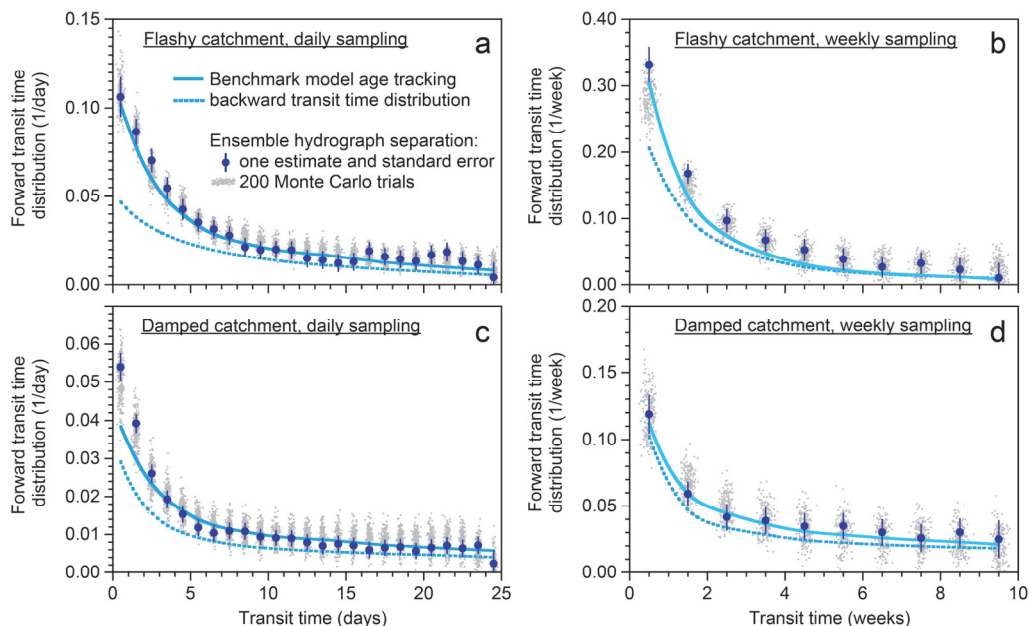 Flashy catchment, daily sampling
a
Benchmark model age tracking
backward transit time distribution
Ensemble hydrograph separation:
one estimate and standard error
200 Monte Carlo trials
Forward transit time
distribution (1/day)
0.15
0.10
0.05
0.00
Flashy catchment, weekly sampling
b
Forward transit time
distribution (1/week)
0.40
0.30
0.20
0.10
0.00
Damped catchment, daily sampling
c
Forward transit time
distribution (1/day)
0.06
0.05
0.04
0.03
0.02
0.01
0.00
0 5 10 15 20 25
Transit time (days)
Damped catchment, weekly sampling
d
Forward transit time
distribution (1/week)
0.20
0.15
0.10
0.05
0.00
0 2 4 6 8 10
Transit time (weeks)